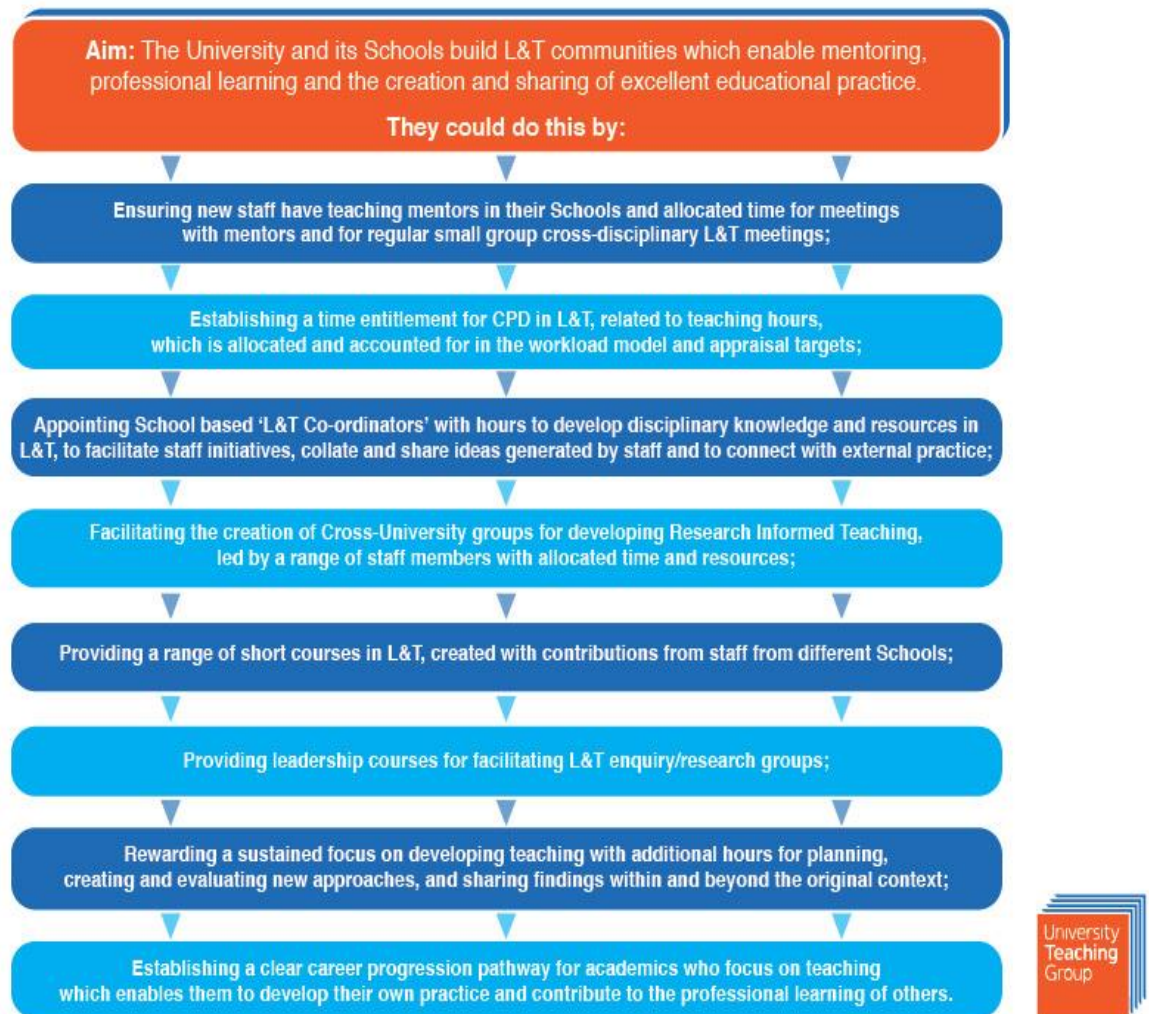 Aim: The University and its Schools build L&T communities which enable mentoring,
professional learning and the creation and sharing of excellent educational practice.
They could do this by:
Ensuring new staff have teaching mentors in their Schools and allocated time for meetings
with mentors and for regular small group cross-disciplinary L&T meetings;
Establishing a time entitlement for CPD in L&T, related to teaching hours,
which is allocated and accounted for in the workload model and appraisal targets;
Appointing School based ‘L&T Co-ordinators’ with hours to develop disciplinary knowledge and resources in
L&T, to facilitate staff initiatives, collate and share ideas generated by staff and to connect with external practice;
Facilitating the creation of Cross-University groups for developing Research Informed Teaching,
led by a range of staff members with allocated time and resources;
Providing a range of short courses in L&T, created with contributions from staff from different Schools;
Providing leadership courses for facilitating L&T enquiry/research groups;
Rewarding a sustained focus on developing teaching with additional hours for planning,
creating and evaluating new approaches, and sharing findings within and beyond the original context;
Establishing a clear career progression pathway for academics who focus on teaching
which enables them to develop their own practice and contribute to the professional learning of others.
University
Teaching
Group